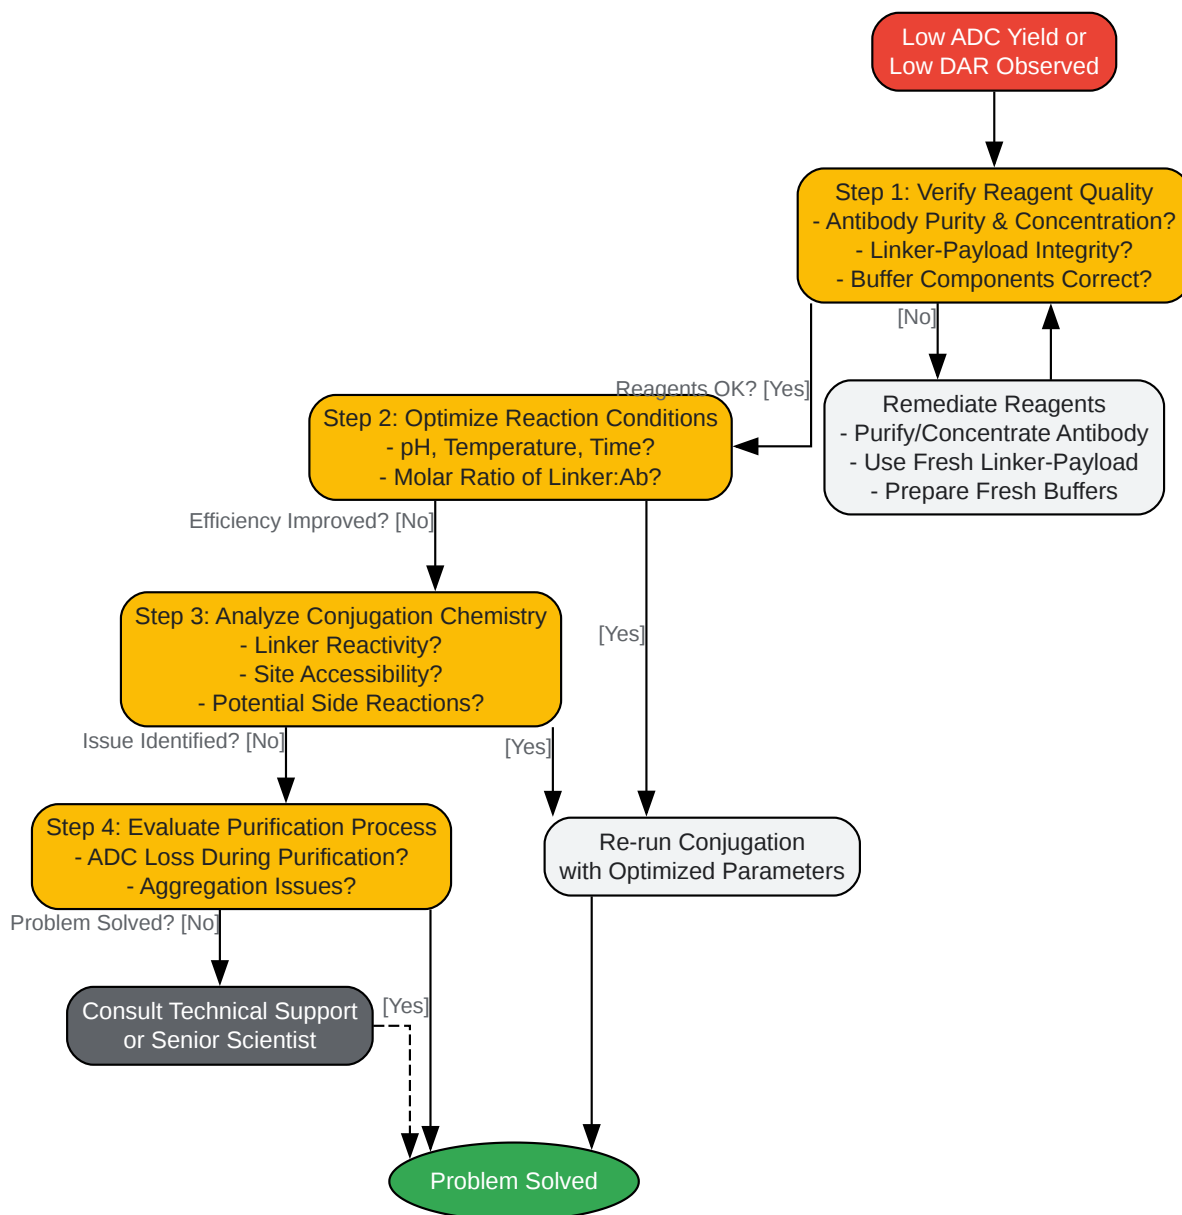 Low ADC Yield or
Low DAR Observed
Step 1: Verify Reagent Quality
- Antibody Purity & Concentration?
- Linker-Payload Integrity?
- Buffer Components Correct?
[No]
Reagents OK? [Yes]
Remediate Reagents
- Purify/Concentrate Antibody
- Use Fresh Linker-Payload
- Prepare Fresh Buffers
Step 2: Optimize Reaction Conditions
- pH, Temperature, Time?
- Molar Ratio of Linker:Ab?
Efficiency Improved? [No]
[Yes]
Step 3: Analyze Conjugation Chemistry
- Linker Reactivity?
- Site Accessibility?
- Potential Side Reactions?
Issue Identified? [No]
[Yes]
Step 4: Evaluate Purification Process
- ADC Loss During Purification?
- Aggregation Issues?
Re-run Conjugation
with Optimized Parameters
Problem Solved? [No]
[Yes]
Consult Technical Support
or Senior Scientist
Problem Solved